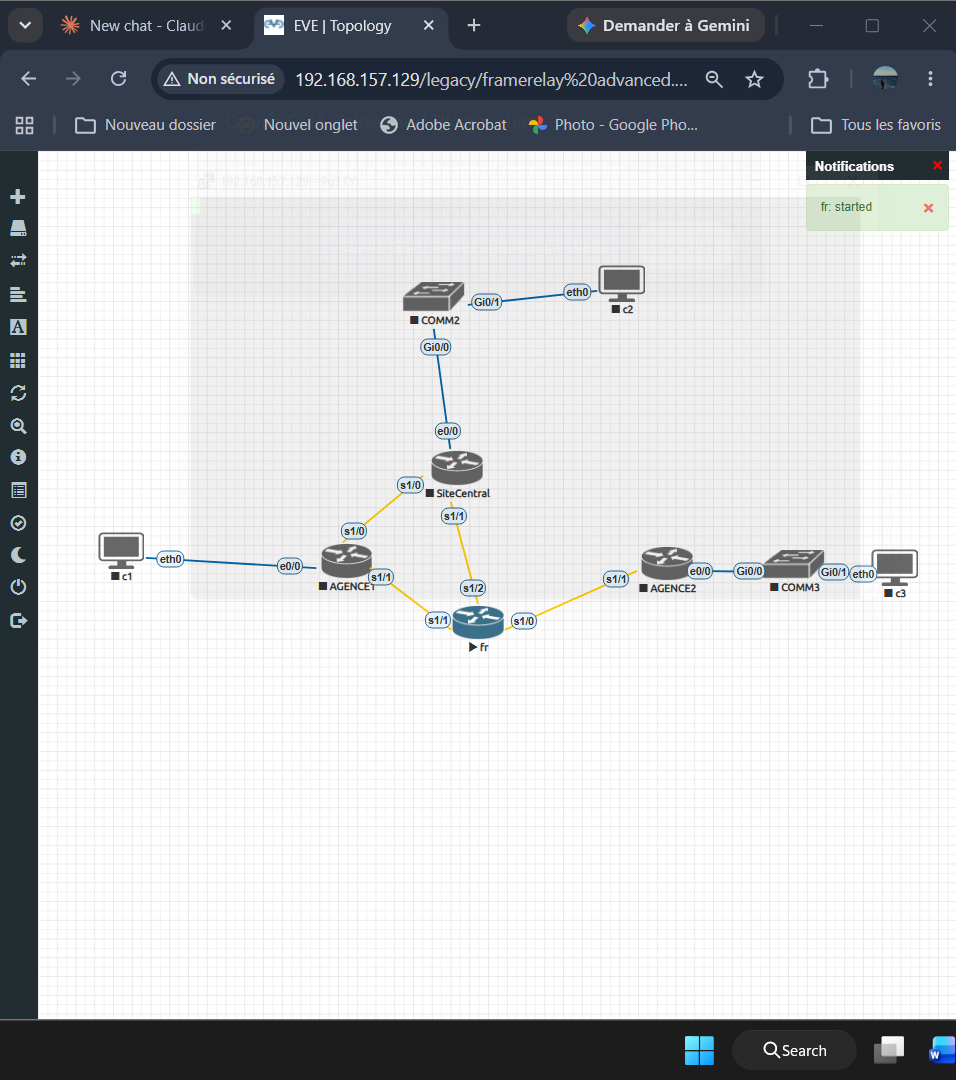 New chat - Claud
EVE | Topology
Demander à Gemini
Non sécurisé
192.168.157.129/legacy/framerelay%20advanced....
Nouveau dossier
Nouvel onglet
Adobe Acrobat
Photo - Google Pho...
Tous les favoris
Notifications
fr: started
Gi0/1
eth0
COMM2
c2
Gi0/0
e0/0
s1/0
SiteCentral
s1/1
s1/0
eth0
c1
e0/0
AGENCE1
s1/1
s1/2
s1/1
fr
s1/0
s1/1
AGENCE2
e0/0
Gi0/0
COMM3
Gi0/1
eth0
c3
Search